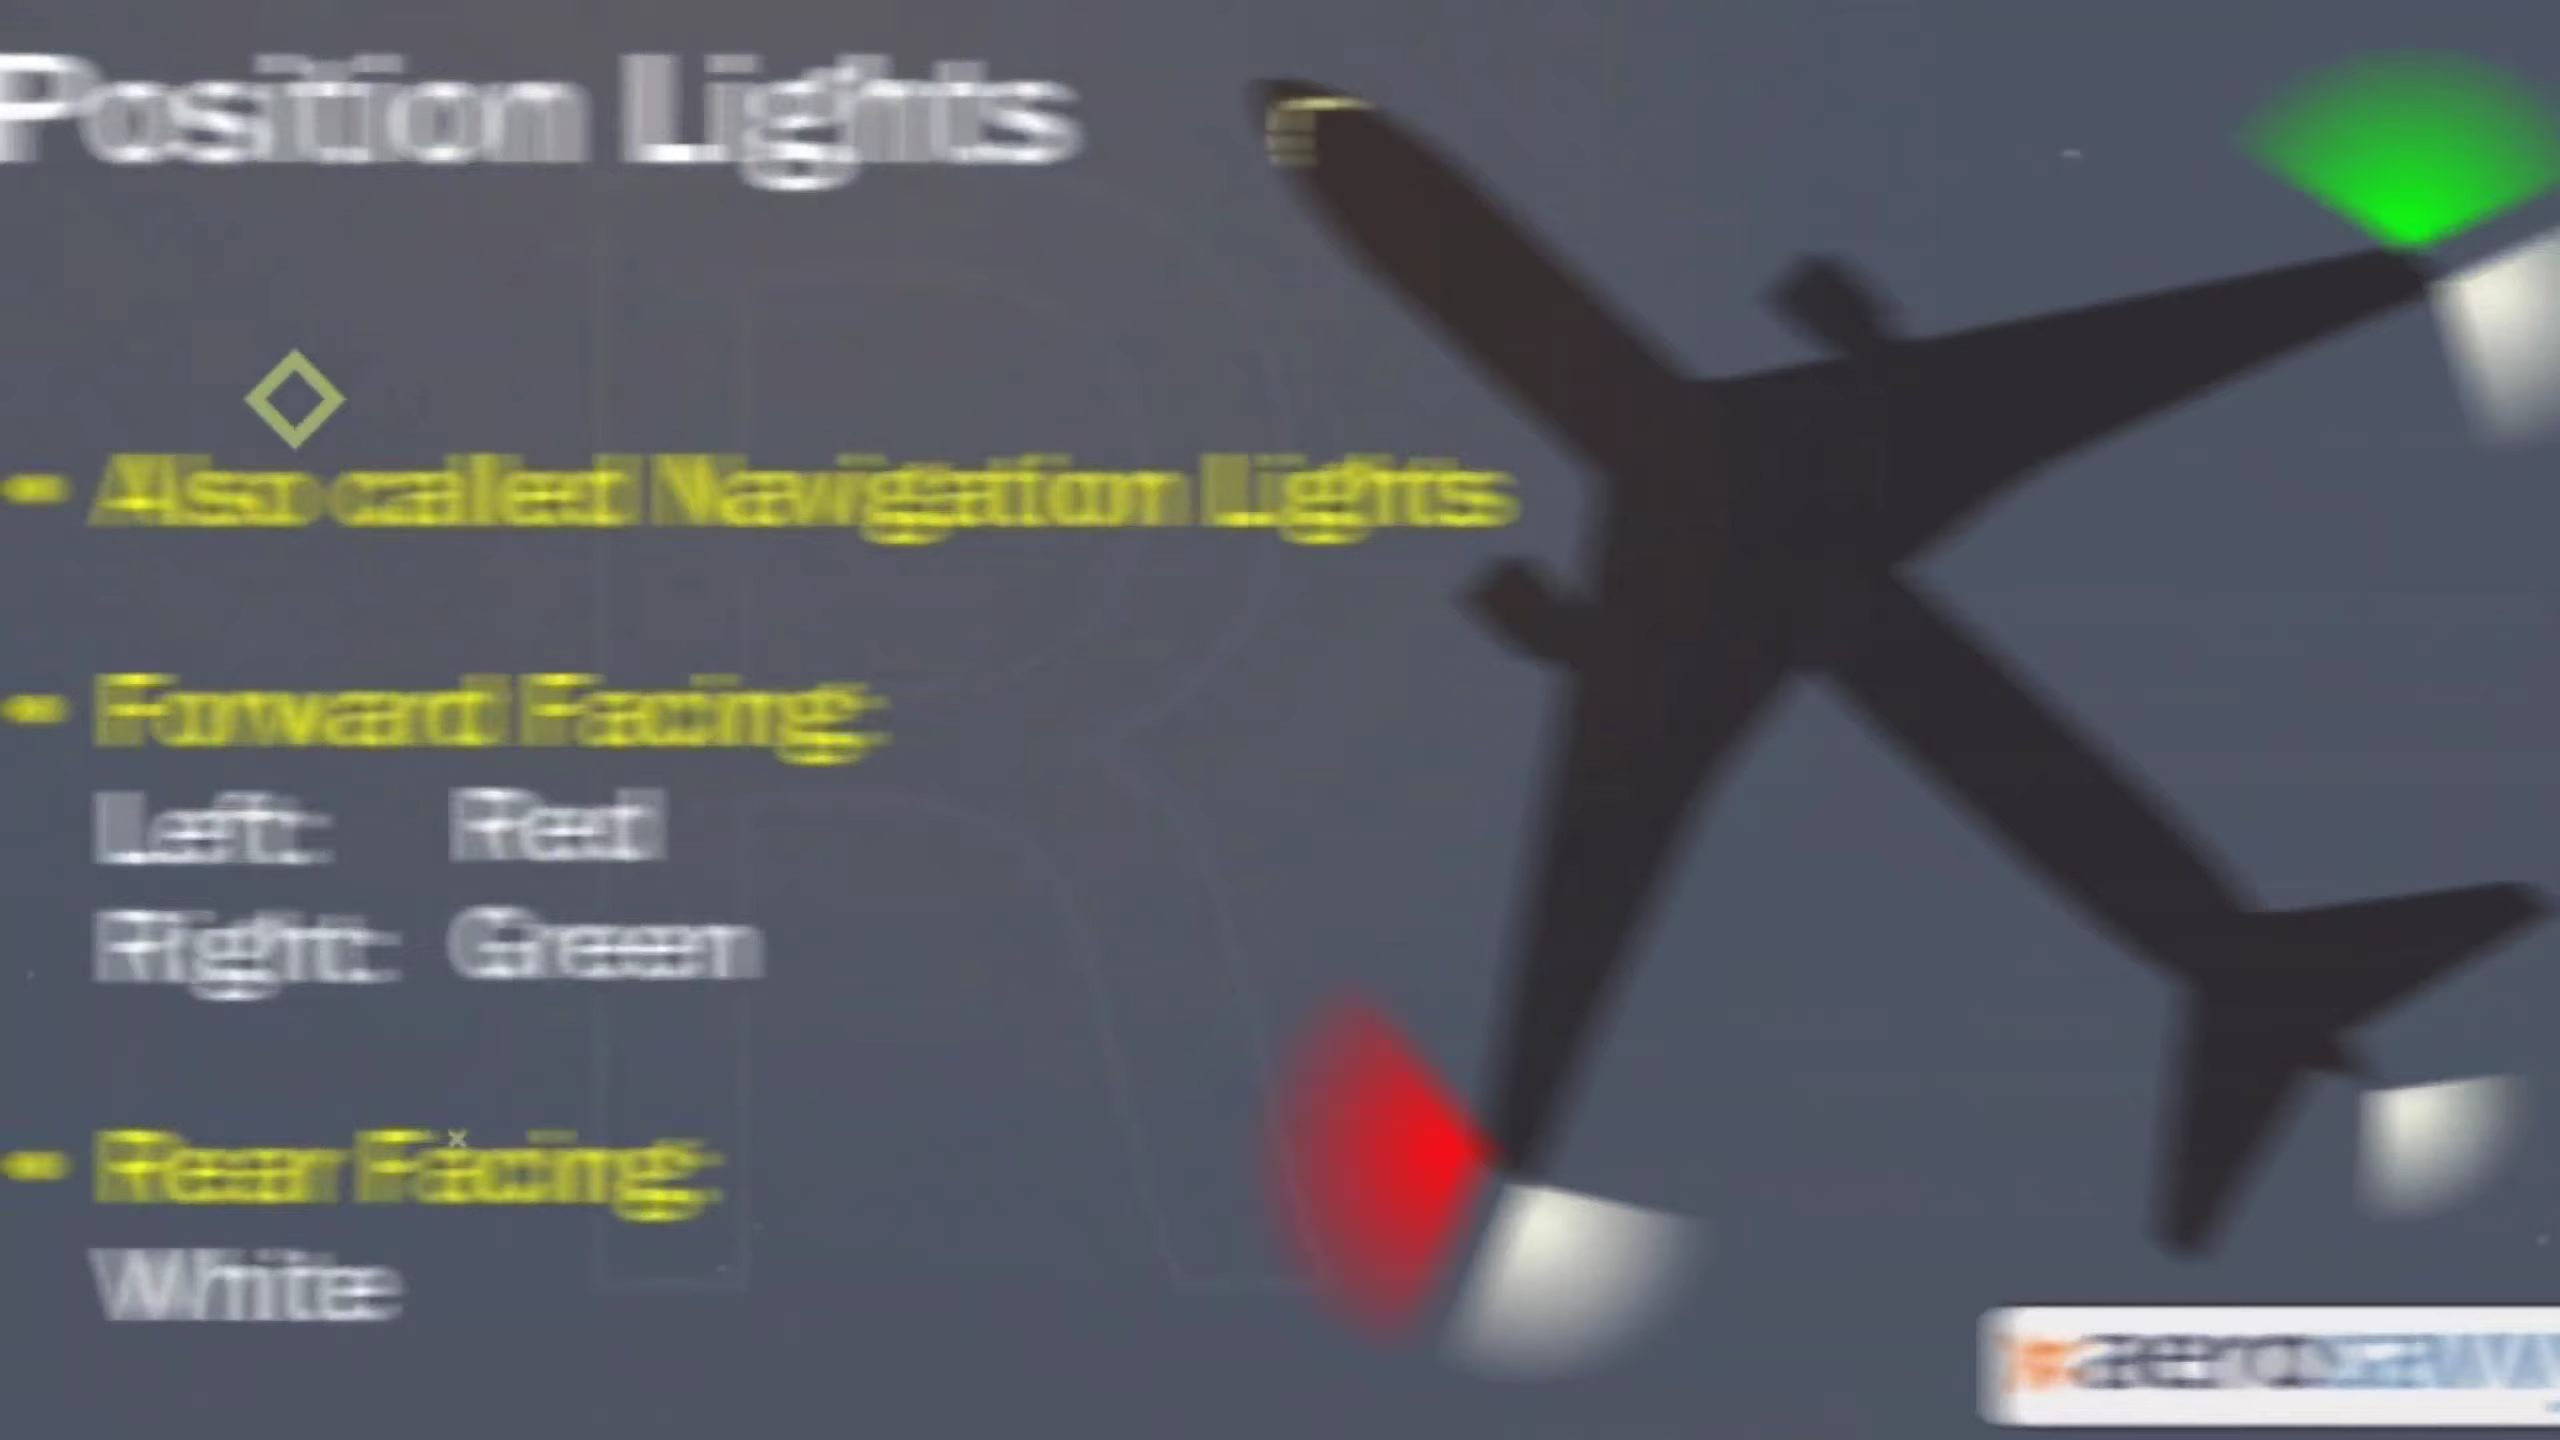 Position Lights
- Also called Navigation Lights
- Forward Facing:
Left: Red
Right: Green
- Rear Facing:
White